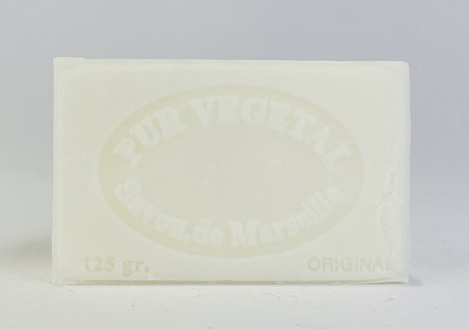 PUR VEGETAL
Savon de Marseille
125 gr.
ORIGINAL